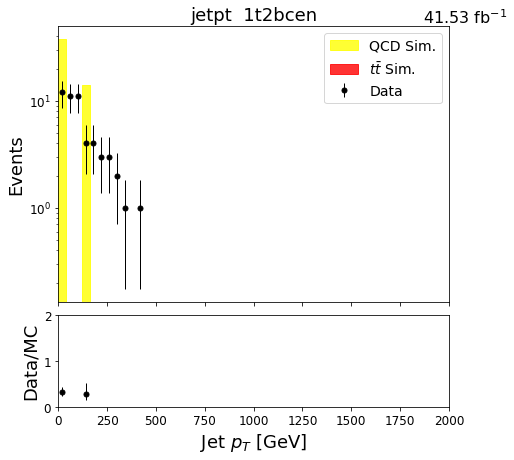 jetpt 1t2bcen
41.53 fb⁻¹
QCD Sim.
tt̄ Sim.
Data
Events
10¹
10⁰
Data/MC
2
1
0
0 250 500 750 1000 1250 1500 1750 2000
Jet p_T [GeV]